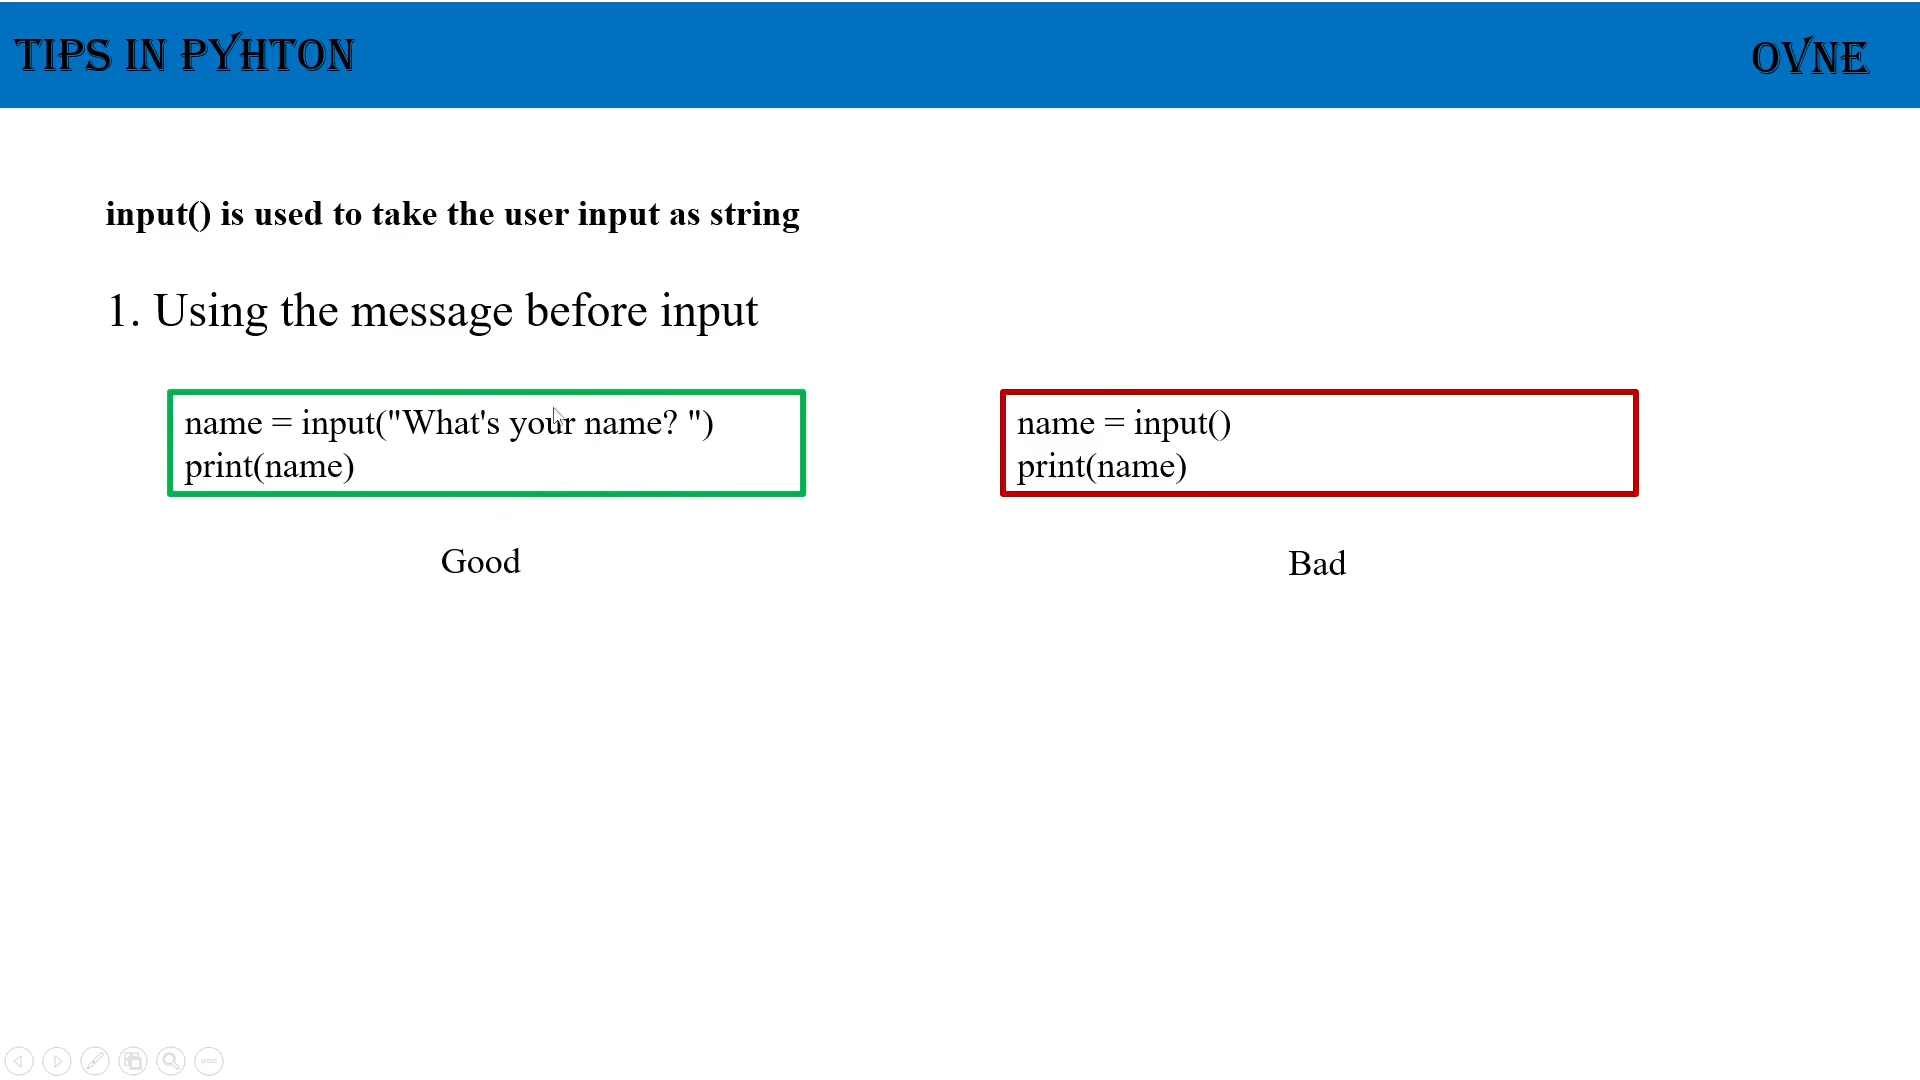 TIPS IN PYHTON
OVNE
input() is used to take the user input as string
1. Using the message before input
name = input("What's your name? ")
print(name)
name = input()
print(name)
Good
Bad